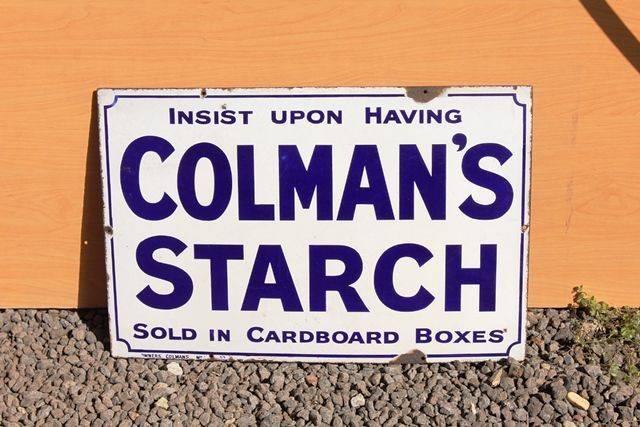 INSIST UPON HAVING
COLMAN'S
STARCH
SOLD IN CARDBOARD BOXES